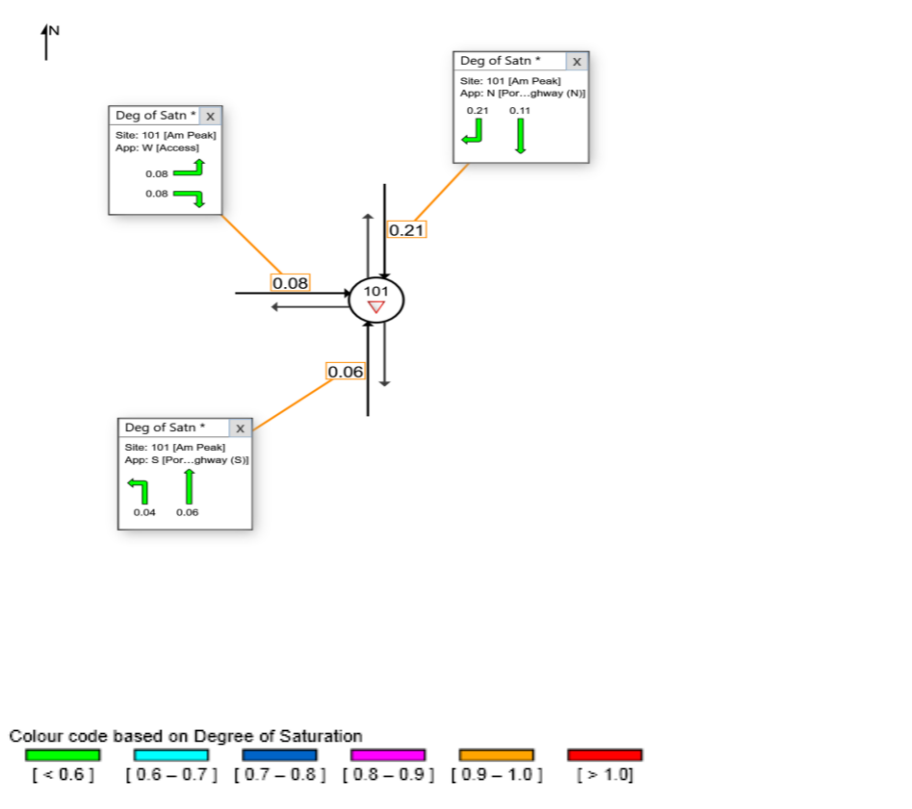 N
Deg of Satn * x
Site: 101 [Am Peak]
App: N [Por...ghway (N)]
0.21 0.11
Deg of Satn * x
Site: 101 [Am Peak]
App: W [Access]
0.08
0.08
0.21
0.08
101
0.06
Deg of Satn * x
Site: 101 [Am Peak]
App: S [Por...ghway (S)]
0.04 0.06
Colour code based on Degree of Saturation
[ < 0.6 ] [ 0.6 – 0.7 ] [ 0.7 – 0.8 ] [ 0.8 – 0.9 ] [ 0.9 – 1.0 ] [ > 1.0]